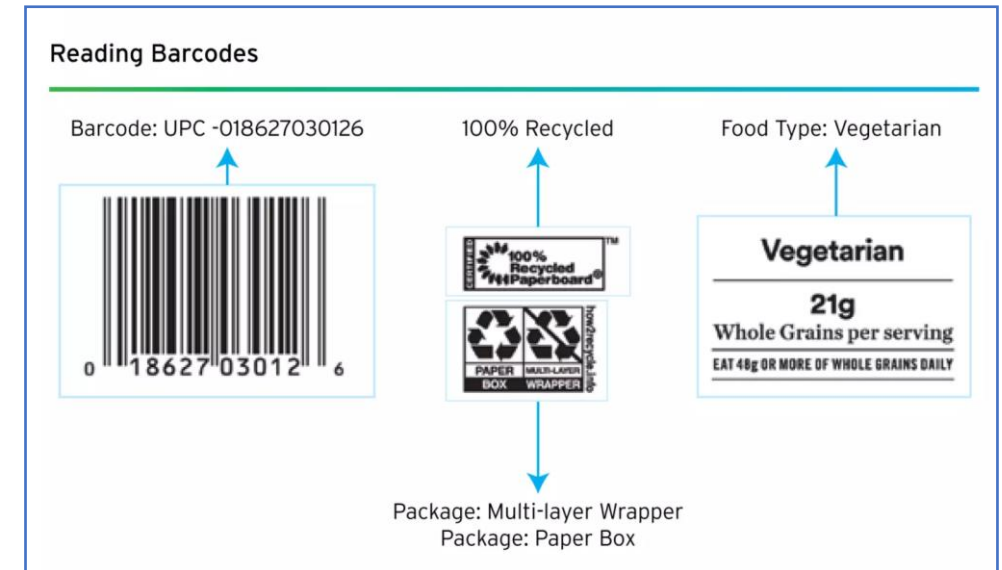 Reading Barcodes
Barcode: UPC -018627030126
100% Recycled
Food Type: Vegetarian
0 18627 03012 6
CERTIFIED
100%
Recycled
Paperboard®
TM
PAPER
BOX
MULTI-LAYER
WRAPPER
how2recycle.info
Vegetarian
21g
Whole Grains per serving
EAT 48g OR MORE OF WHOLE GRAINS DAILY
Package: Multi-layer Wrapper
Package: Paper Box